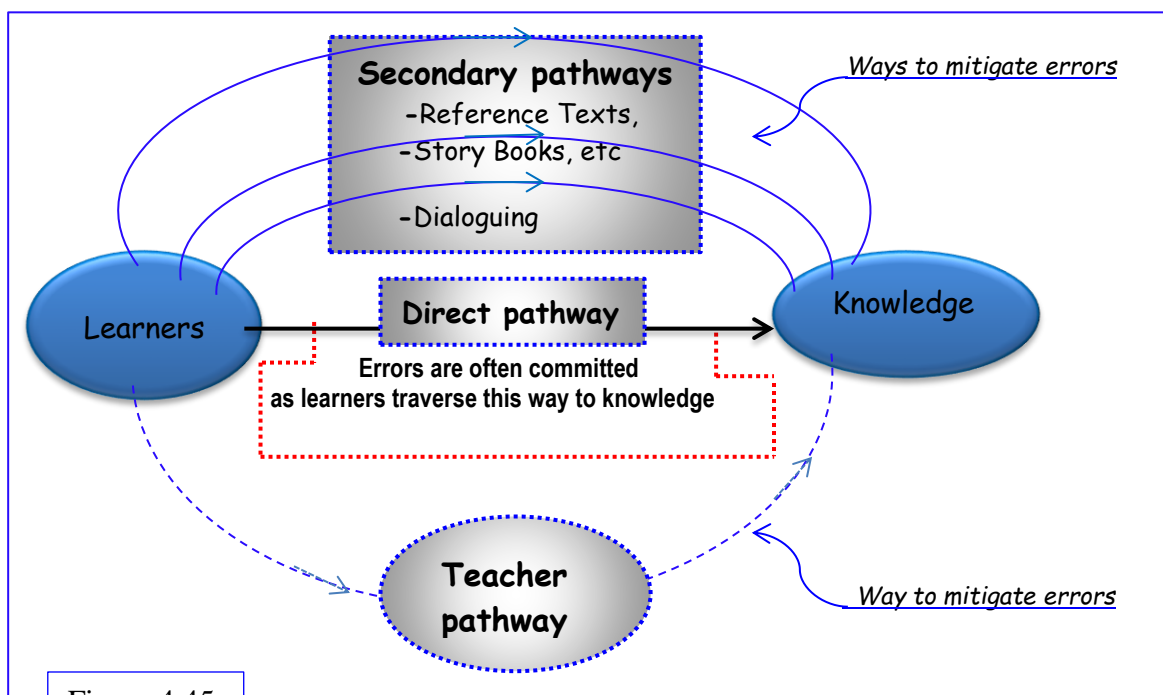 Secondary pathways
Ways to mitigate errors
-Reference Texts,
-Story Books, etc
-Dialoguing
Learners
Direct pathway
Knowledge
Errors are often committed
as learners traverse this way to knowledge
Teacher
pathway
Way to mitigate errors